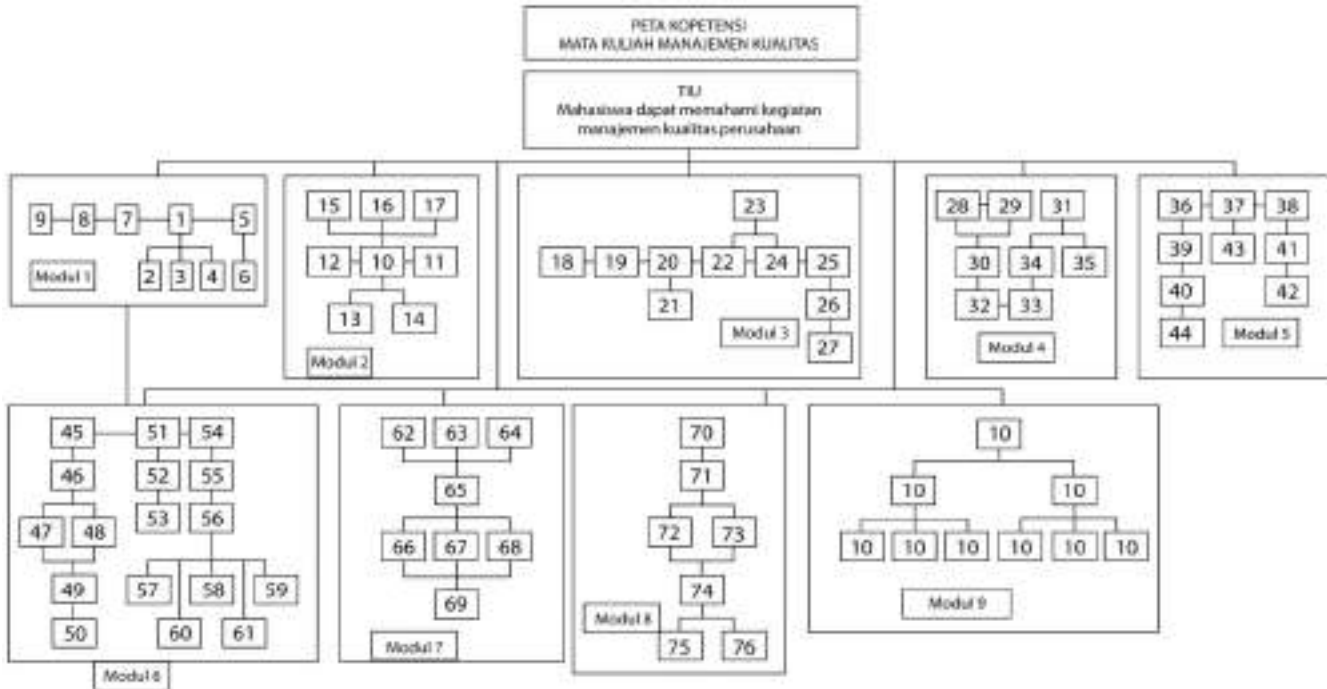 PETA KOPETENSI
MATA KULIAH MANAJEMEN KUALITAS
TIU
Mahasiswa dapat memahami kegiatan
manajemen kualitas perusahaan
9 8 7 1 5
2 3 4 6
Modul 1
15 16 17
12 10 11
13 14
Modul 2
23
18 19 20 22 24 25
21 26
Modul 3
27
28 29 31
30 34 35
32 33
Modul 4
36 37 38
39 43 41
40 42
44
Modul 5
45 51 54
46 52 55
47 48 53 56
49 57 58 59
50 60 61
Modul 6
62 63 64
65
66 67 68
69
Modul 7
70
71
72 73
74
Modul 8
75 76
10
10 10
10 10 10 10 10 10
Modul 9